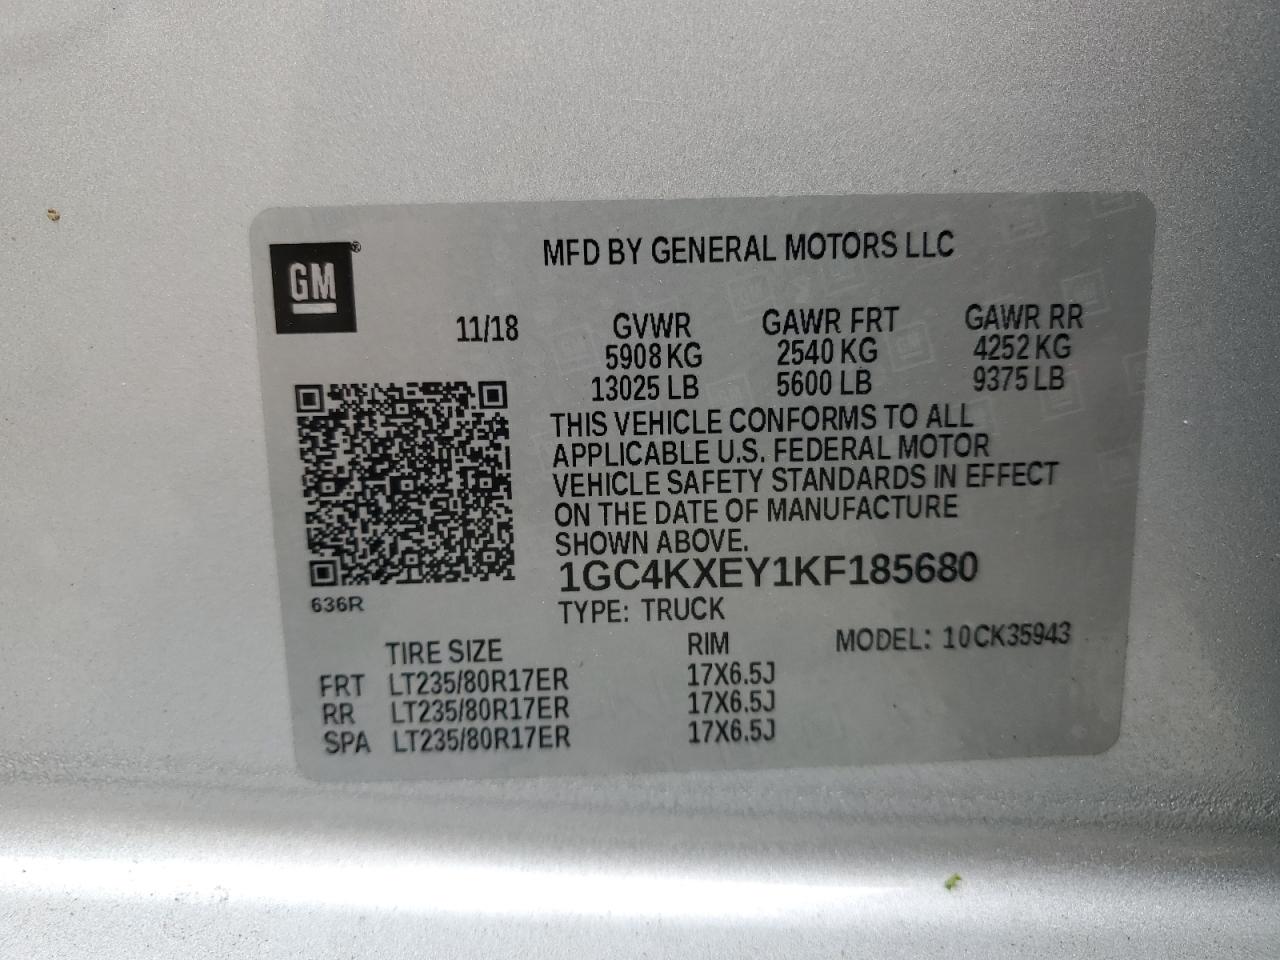 GM ®
MFD BY GENERAL MOTORS LLC
11/18 GVWR GAWR FRT GAWR RR
5908 KG 2540 KG 4252 KG
13025 LB 5600 LB 9375 LB
THIS VEHICLE CONFORMS TO ALL
APPLICABLE U.S. FEDERAL MOTOR
VEHICLE SAFETY STANDARDS IN EFFECT
ON THE DATE OF MANUFACTURE
SHOWN ABOVE.
1GC4KXEY1KF185680
636R
TYPE: TRUCK
TIRE SIZE RIM MODEL: 10CK35943
FRT LT235/80R17ER 17X6.5J
RR LT235/80R17ER 17X6.5J
SPA LT235/80R17ER 17X6.5J